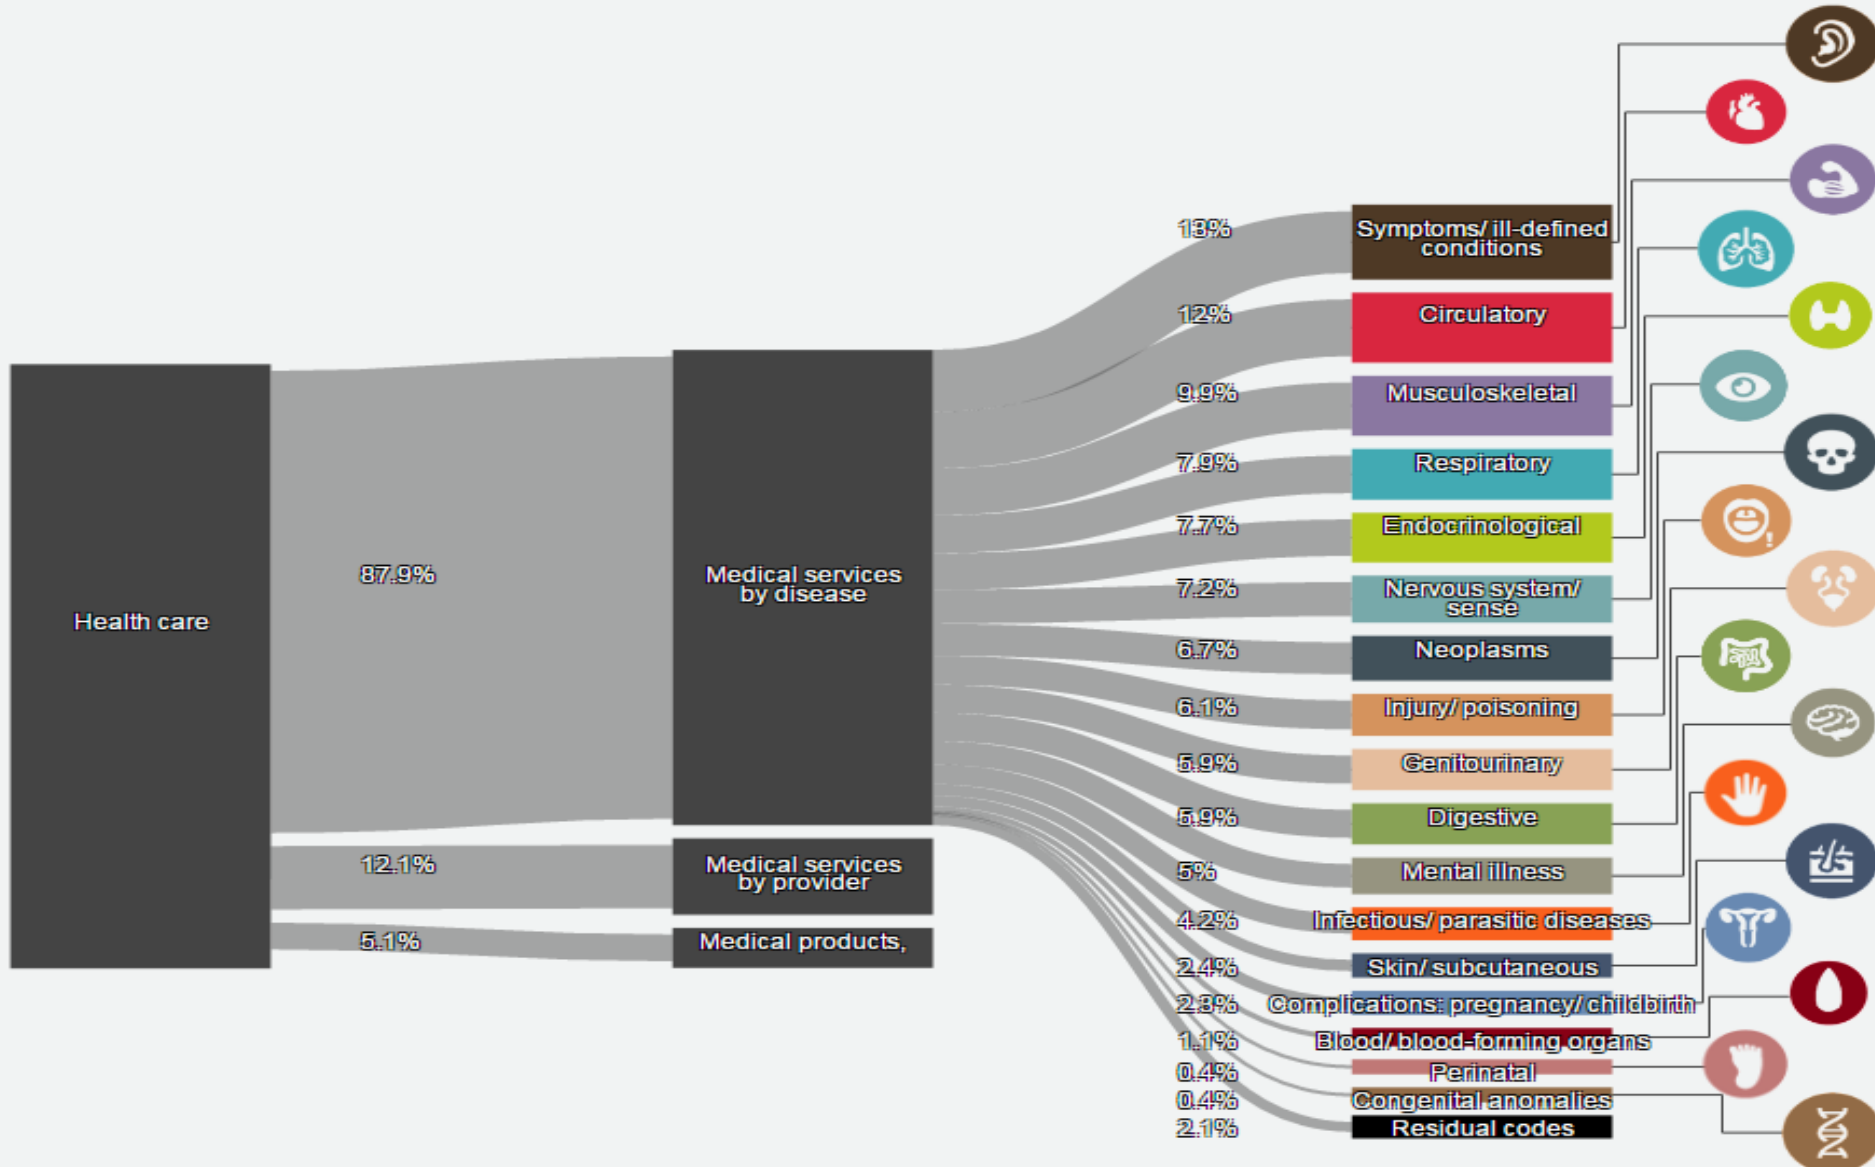 Health care
87.9%
12.1%
5.1%
Medical services
by disease
Medical services
by provider
Medical products,
13%
Symptoms/ ill-defined
conditions
12%
Circulatory
9.9%
Musculoskeletal
7.9%
Respiratory
7.7%
Endocrinological
7.2%
Nervous system/
sense
6.7%
Neoplasms
6.1%
Injury/ poisoning
5.9%
Genitourinary
5.9%
Digestive
5%
Mental illness
4.2%
Infectious/ parasitic diseases
2.4%
Skin/ subcutaneous
2.3%
Complications: pregnancy/ childbirth
1.1%
Blood/ blood-forming organs
0.4%
Perinatal
0.4%
Congenital anomalies
2.1%
Residual codes